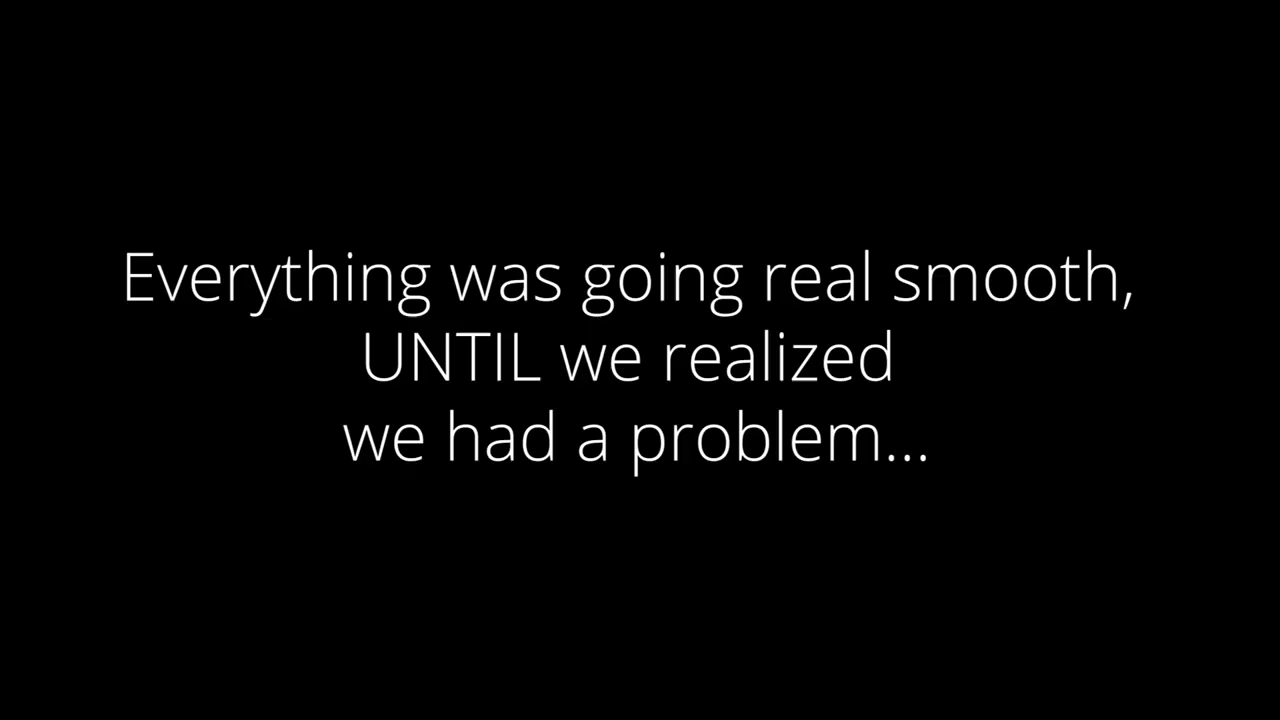 Everything was going real smooth,
UNTIL we realized
we had a problem...